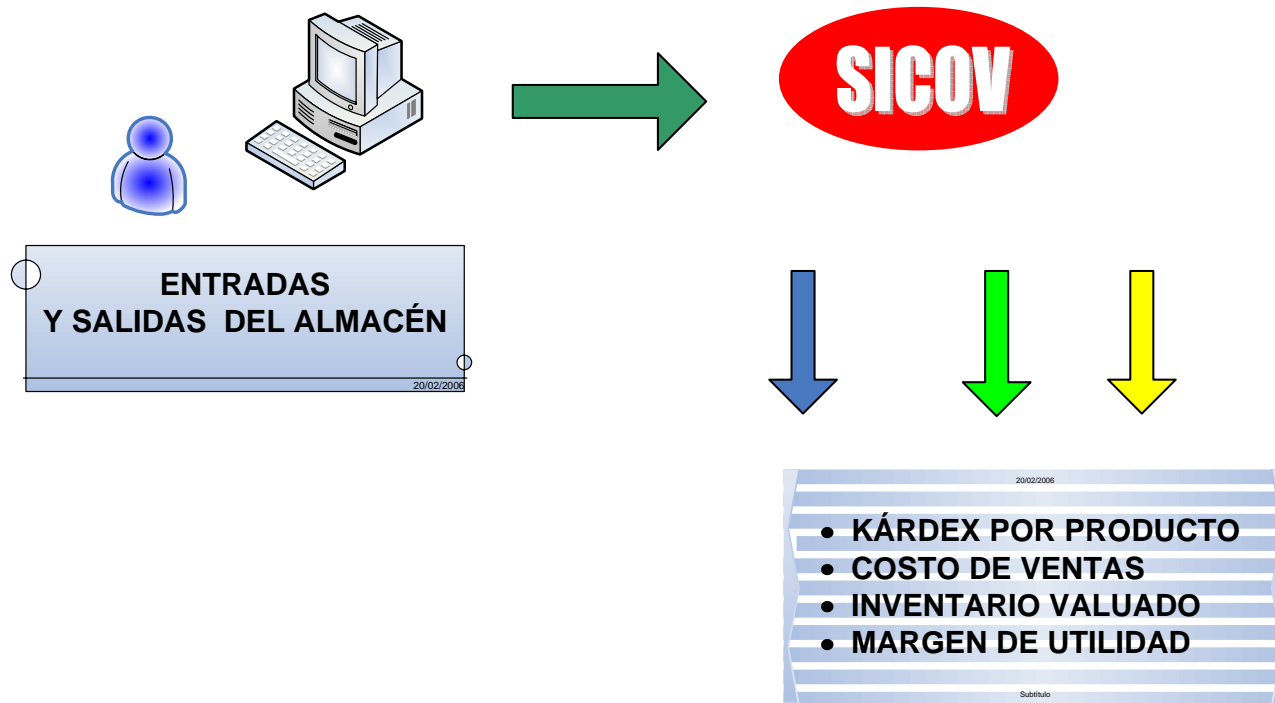 SICOV
ENTRADAS
Y SALIDAS DEL ALMACÉN
20/02/2006
20/02/2006
• KÁRDEX POR PRODUCTO
• COSTO DE VENTAS
• INVENTARIO VALUADO
• MARGEN DE UTILIDAD
Subtítulo